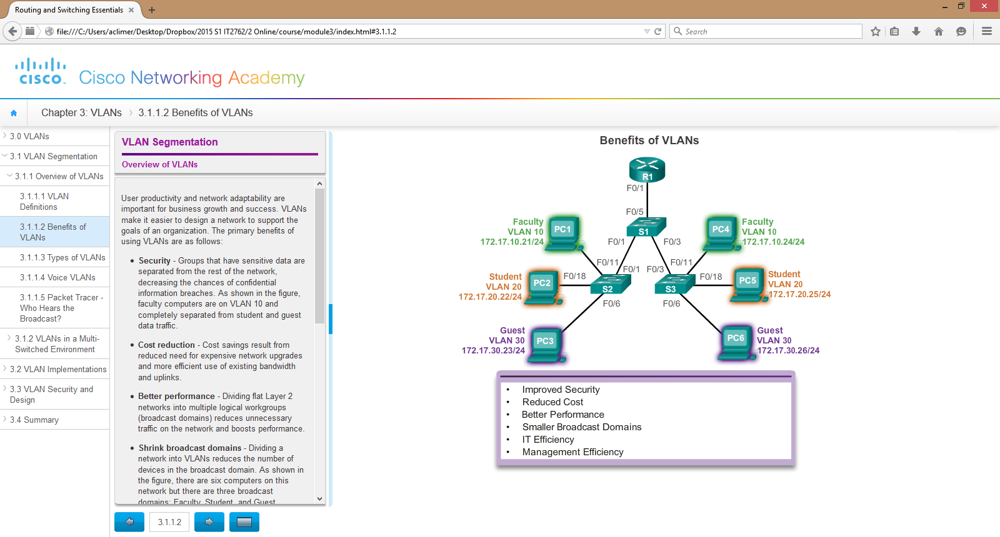 Routing and Switching Essentials
file:///C:/Users/aclimer/Desktop/Dropbox/2015 S1 IT2762/2 Online/course/module3/index.html#3.1.1.2
Search
CISCO
Cisco Networking Academy
Chapter 3: VLANs
3.1.1.2 Benefits of VLANs
3.0 VLANs
3.1 VLAN Segmentation
3.1.1 Overview of VLANs
3.1.1.1 VLAN
Definitions
3.1.1.2 Benefits of
VLANs
3.1.1.3 Types of VLANs
3.1.1.4 Voice VLANs
3.1.1.5 Packet Tracer -
Who Hears the
Broadcast?
3.1.2 VLANs in a Multi-
Switched Environment
3.2 VLAN Implementations
3.3 VLAN Security and
Design
3.4 Summary
VLAN Segmentation
Overview of VLANs
User productivity and network adaptability are
important for business growth and success. VLANs
make it easier to design a network to support the
goals of an organization. The primary benefits of
using VLANs are as follows:
• Security - Groups that have sensitive data are
separated from the rest of the network,
decreasing the chances of confidential
information breaches. As shown in the figure,
faculty computers are on VLAN 10 and
completely separated from student and guest
data traffic.
• Cost reduction - Cost savings result from
reduced need for expensive network upgrades
and more efficient use of existing bandwidth
and uplinks.
• Better performance - Dividing flat Layer 2
networks into multiple logical workgroups
(broadcast domains) reduces unnecessary
traffic on the network and boosts performance.
• Shrink broadcast domains - Dividing a
network into VLANs reduces the number of
devices in the broadcast domain. As shown in
the figure, there are six computers on this
network but there are three broadcast
domains: Faculty, Student, and Guest.
3.1.1.2
Benefits of VLANs
R1
F0/1
F0/5
S1
F0/1
F0/3
Faculty
VLAN 10
172.17.10.21/24
PC1
PC4
Faculty
VLAN 10
172.17.10.24/24
F0/11
F0/1
F0/3
F0/11
Student
VLAN 20
172.17.20.22/24
PC2
F0/18
S2
F0/6
S3
F0/6
F0/18
PC5
Student
VLAN 20
172.17.20.25/24
Guest
VLAN 30
172.17.30.23/24
PC3
PC6
Guest
VLAN 30
172.17.30.26/24
• Improved Security
• Reduced Cost
• Better Performance
• Smaller Broadcast Domains
• IT Efficiency
• Management Efficiency